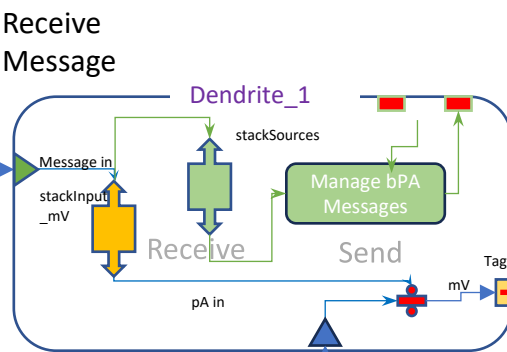 Receive
Message
Dendrite_1
stackSources
Message in
Manage bPA
Messages
stackInput
_mV
Receive
Send
Tag
mV
pA in